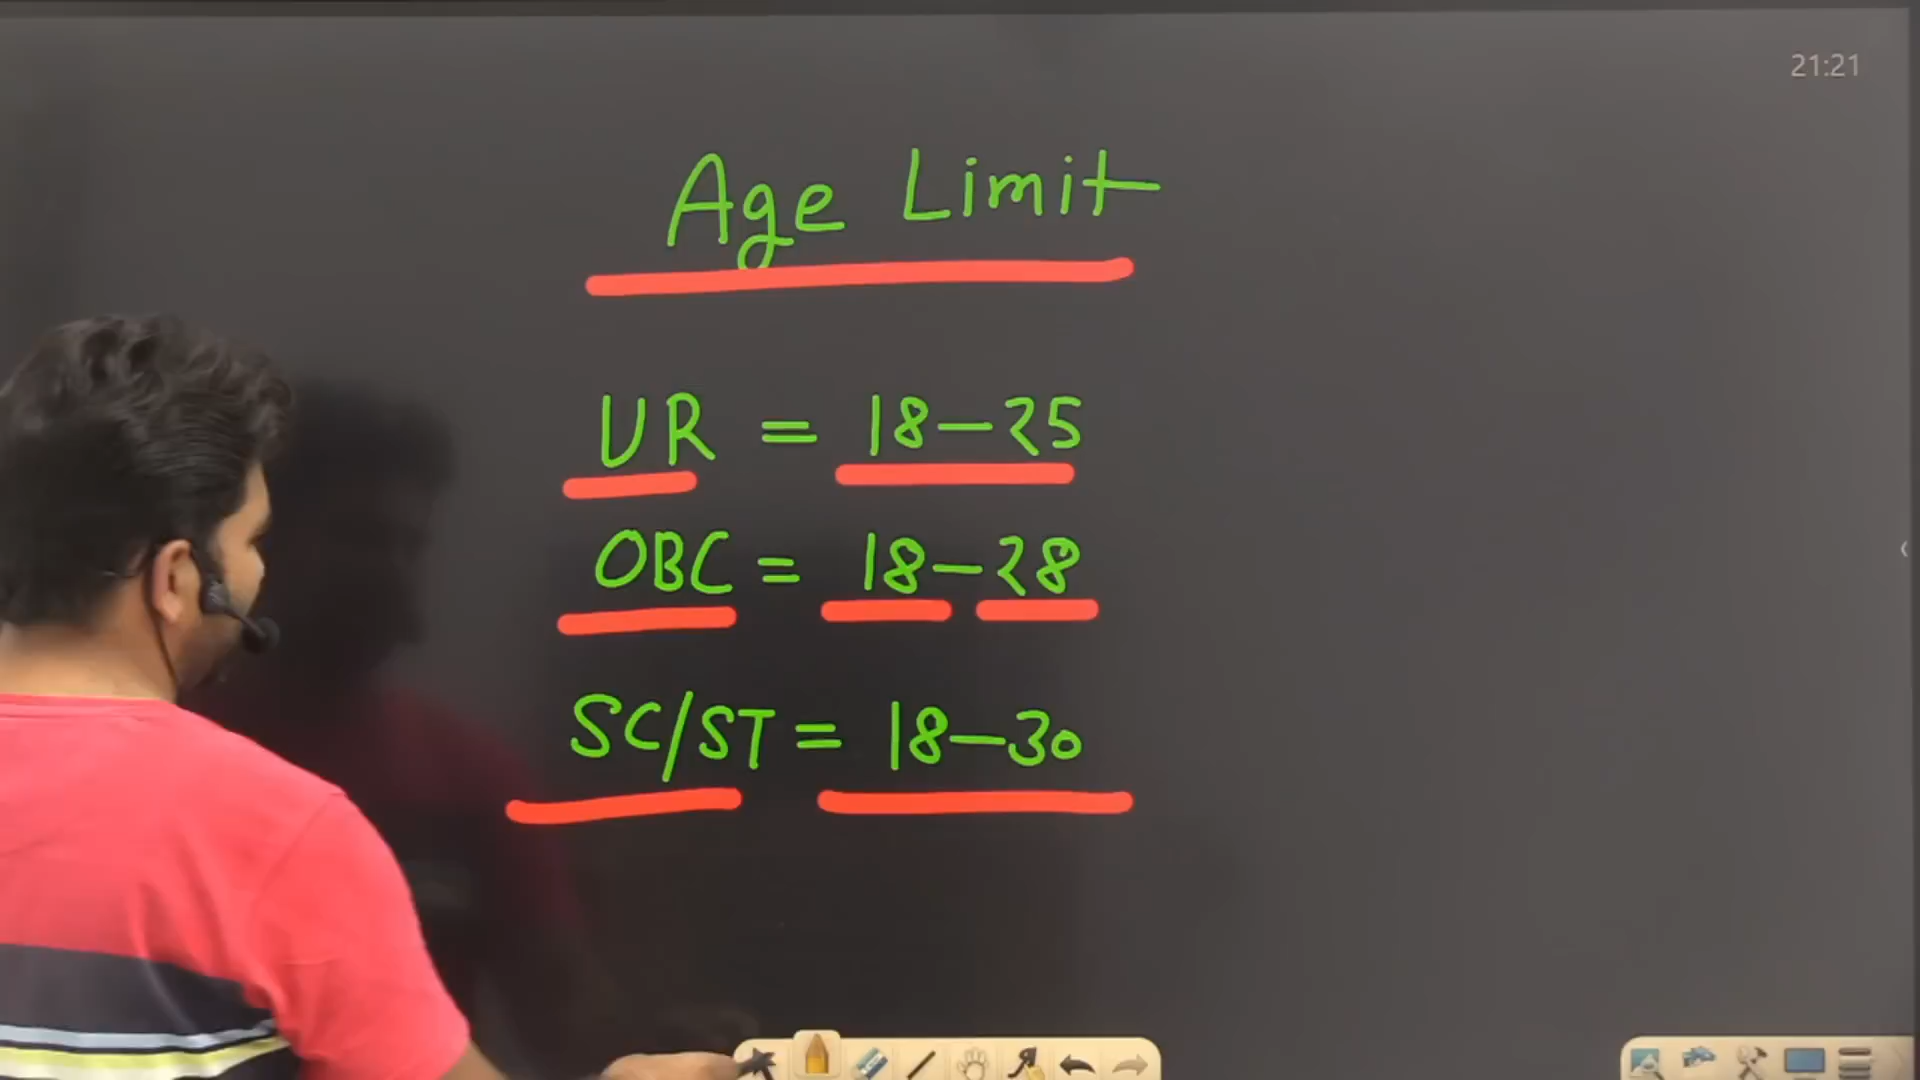 21:21
Age Limit
UR = 18-25
OBC = 18-28
SC/ST = 18-30